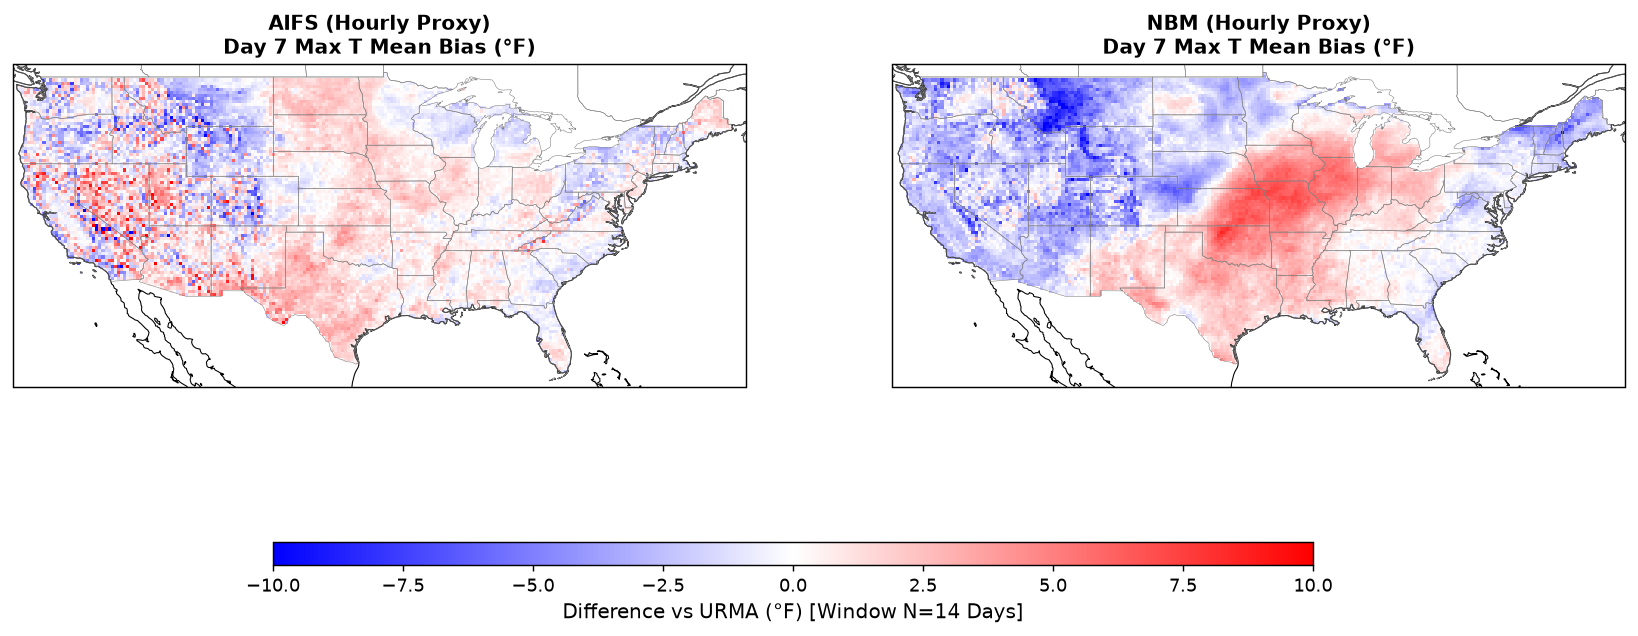 AIFS (Hourly Proxy)
Day 7 Max T Mean Bias (°F)
NBM (Hourly Proxy)
Day 7 Max T Mean Bias (°F)
−10.0 −7.5 −5.0 −2.5 0.0 2.5 5.0 7.5 10.0
Difference vs URMA (°F) [Window N=14 Days]